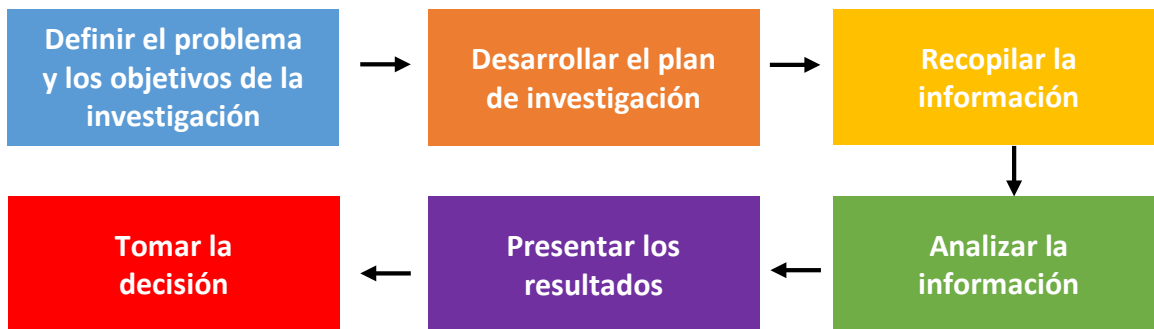 Definir el problema
y los objetivos de la
investigación
Desarrollar el plan
de investigación
Recopilar la
información
Analizar la
información
Presentar los
resultados
Tomar la
decisión